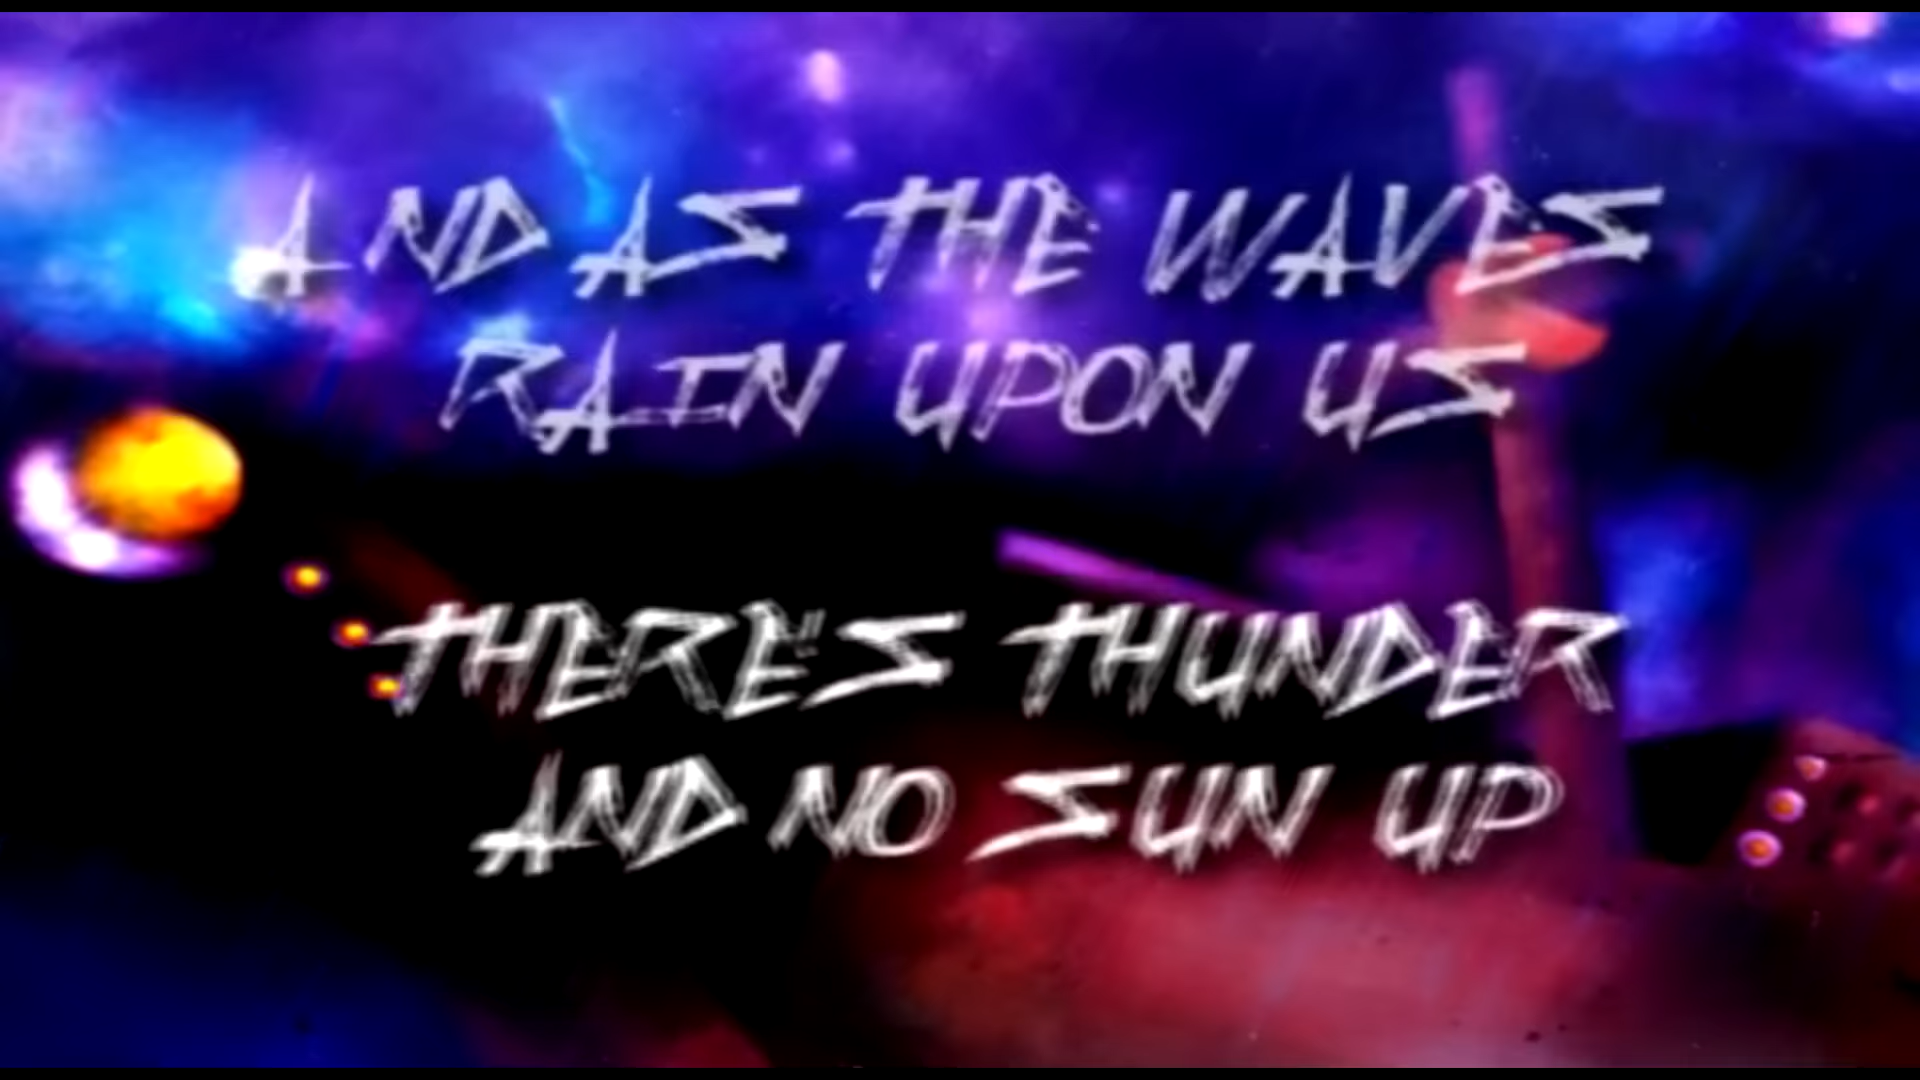 AND AS THE WAVES
RAIN UPON US
THERE'S THUNDER
AND NO SUN UP